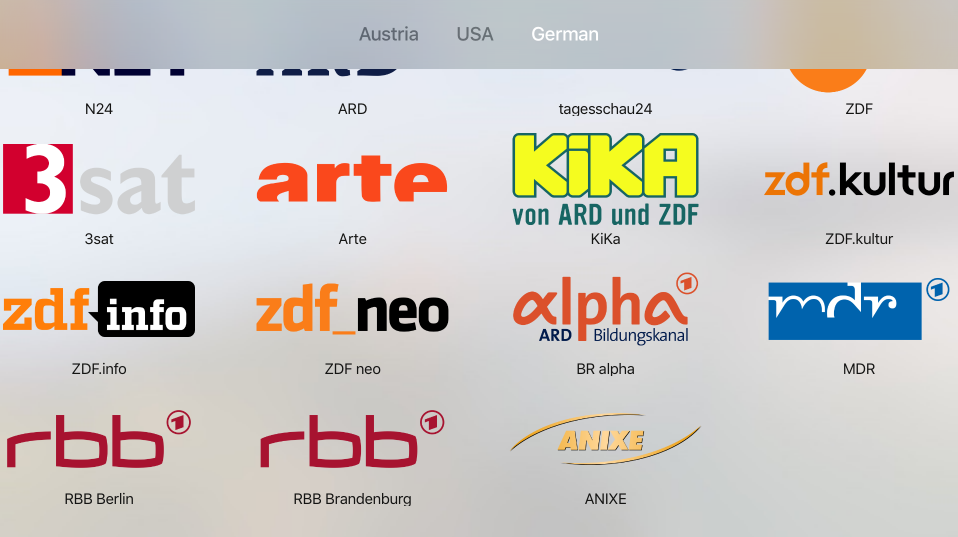 Austria USA German
N24 ARD tagesschau24 ZDF
3sat arte KiKA zdf.kultur
von ARD und ZDF
3sat Arte KiKa ZDF.kultur
zdf info zdf_neo alpha mdr
ARD Bildungskanal
ZDF.info ZDF neo BR alpha MDR
rbb rbb ANIXE
RBB Berlin RBB Brandenburg ANIXE